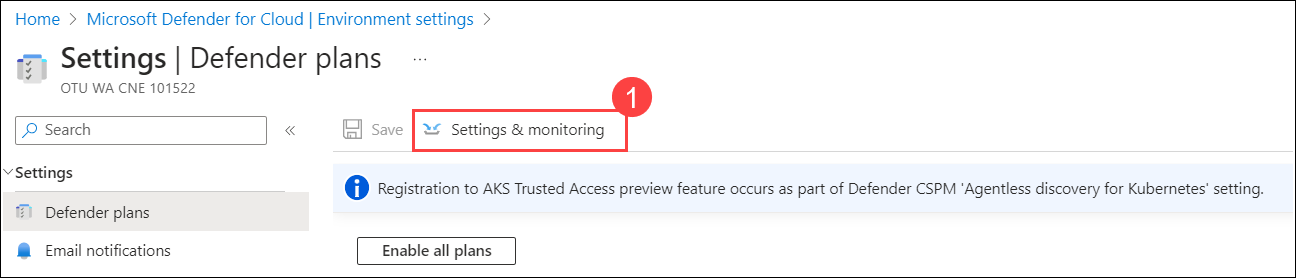 Home > Microsoft Defender for Cloud | Environment settings >
Settings | Defender plans ...
OTU WA CNE 101522
1
Search «
Save Settings & monitoring
Settings
Registration to AKS Trusted Access preview feature occurs as part of Defender CSPM 'Agentless discovery for Kubernetes' setting.
Defender plans
Email notifications
Enable all plans